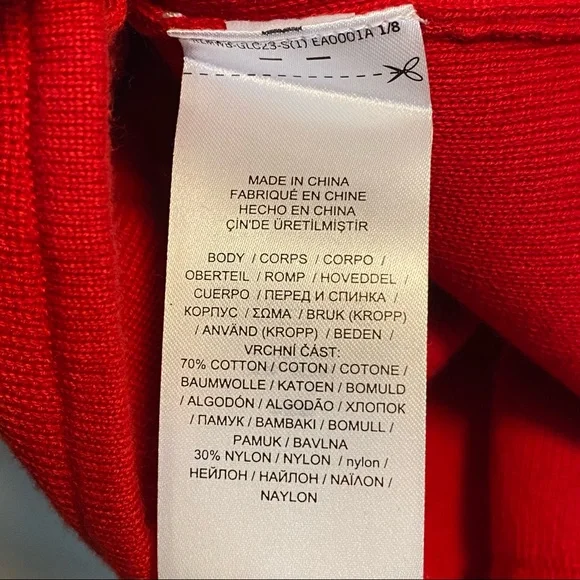 EA0001A 1/8
MADE IN CHINA
FABRIQUÉ EN CHINE
HECHO EN CHINA
ÇİN'DE ÜRETİLMİŞTİR
BODY / CORPS / CORPO /
OBERTEIL / ROMP / HOVEDDEL /
CUERPO / ПЕРЕД И СПИНКА /
КОРПУС / ΣΩΜΑ / BRUK (KROPP)
/ ANVÄND (KROPP) / BEDEN /
VRCHNÍ ČÁST:
70% COTTON / COTON / COTONE /
BAUMWOLLE / KATOEN / BOMULD
/ ALGODÓN / ALGODÃO / ХЛОПОК
/ ПАМУК / BAMBAKI / BOMULL /
PAMUK / BAVLNA
30% NYLON / NYLON / nylon /
НЕЙЛОН / НАЙЛОН / ΝΑΪΛΟΝ /
NAYLON